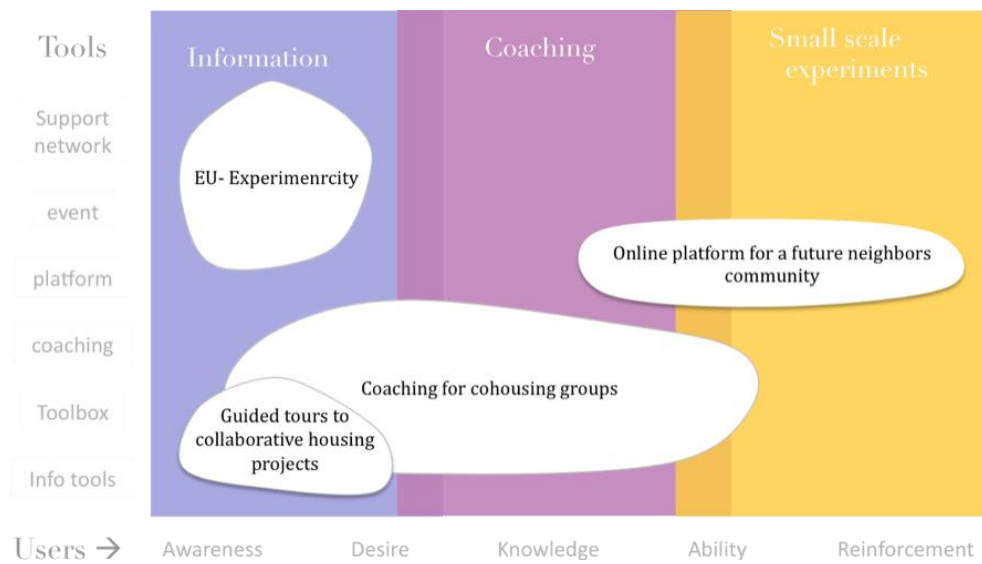 Tools
Information
Coaching
Small scale
experiments
Support
network
EU- Experimenrcity
event
Online platform for a future neighbors
community
platform
coaching
Coaching for cohousing groups
Toolbox
Guided tours to
collaborative housing
projects
Info tools
Users →
Awareness
Desire
Knowledge
Ability
Reinforcement